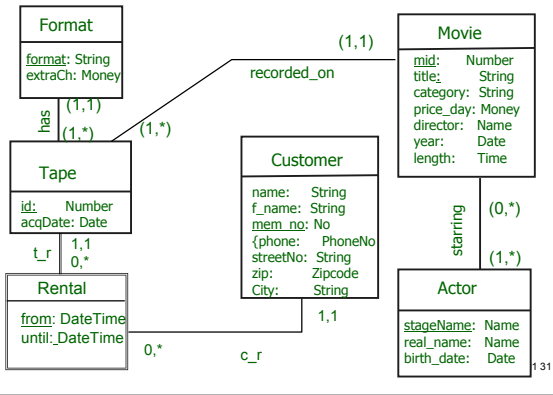 Format
format: String
extraCh: Money
(1,1)
has
(1,*)
Tape
id: Number
acqDate: Date
t_r
1,1
0,*
Rental
from: DateTime
until: DateTime
0,*
c_r
(1,*)
recorded_on
(1,1)
Customer
name: String
f_name: String
mem_no: No
{phone: PhoneNo
streetNo: String
zip: Zipcode
City: String
1,1
Movie
mid: Number
title: String
category: String
price_day: Money
director: Name
year: Date
length: Time
(0,*)
starring
(1,*)
Actor
stageName: Name
real_name: Name
birth_date: Date
1 31